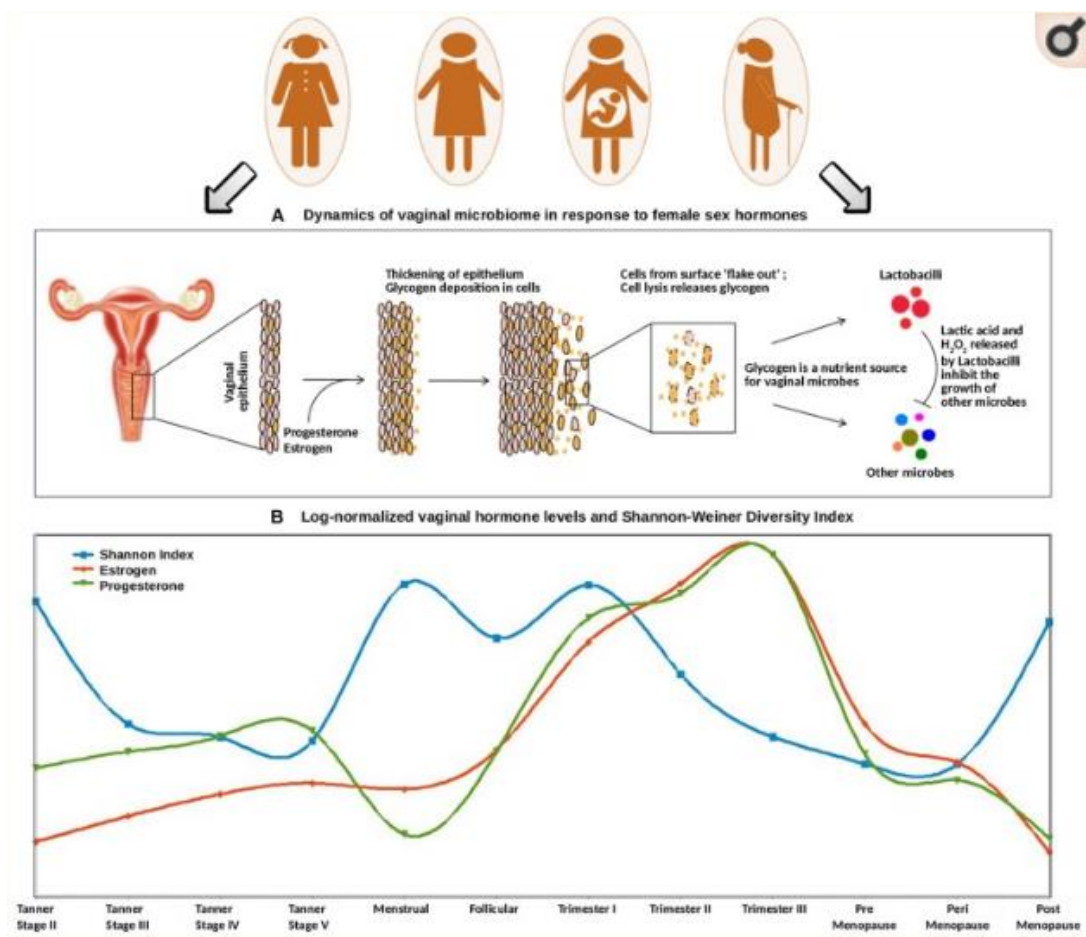 A Dynamics of vaginal microbiome in response to female sex hormones
Vaginal
epithelium
Progesterone
Estrogen
Thickening of epithelium
Glycogen deposition in cells
Cells from surface 'flake out' ;
Cell lysis releases glycogen
Glycogen is a nutrient source
for vaginal microbes
Lactobacilli
Lactic acid and
H₂O₂ released
by Lactobacilli
inhibit the
growth of
other microbes
Other microbes
B Log-normalized vaginal hormone levels and Shannon-Weiner Diversity Index
Shannon Index
Estrogen
Progesterone
Tanner
Stage II
Tanner
Stage III
Tanner
Stage IV
Tanner
Stage V
Menstrual
Follicular
Trimester I
Trimester II
Trimester III
Pre
Menopause
Peri
Menopause
Post
Menopause